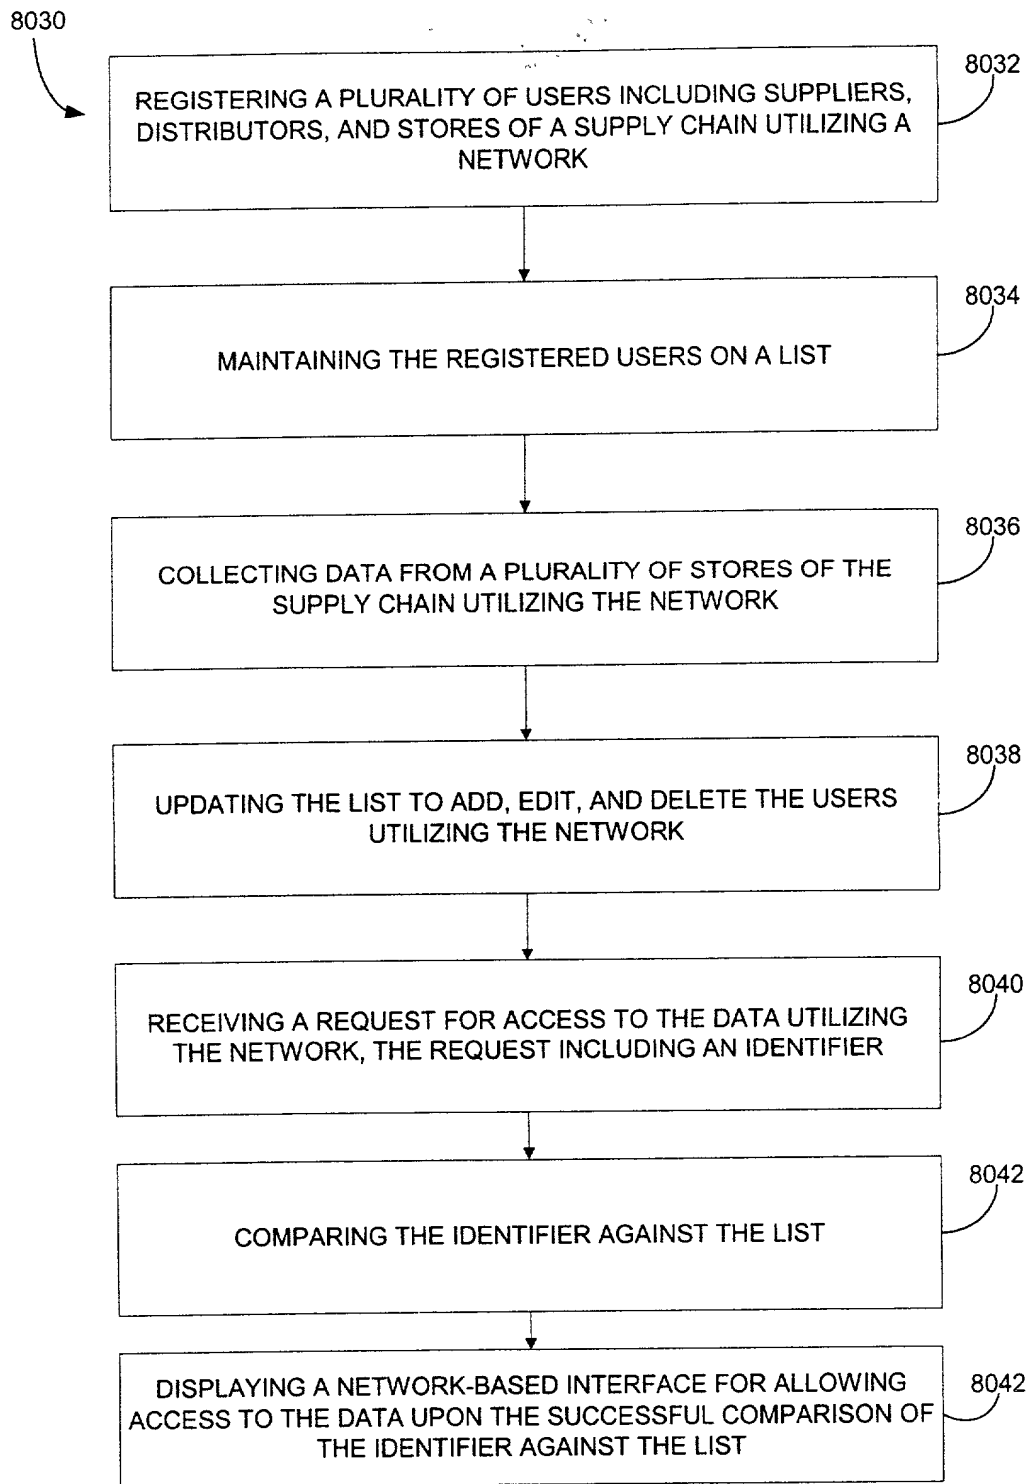 8030
8032
REGISTERING A PLURALITY OF USERS INCLUDING SUPPLIERS,
DISTRIBUTORS, AND STORES OF A SUPPLY CHAIN UTILIZING A
NETWORK
8034
MAINTAINING THE REGISTERED USERS ON A LIST
8036
COLLECTING DATA FROM A PLURALITY OF STORES OF THE
SUPPLY CHAIN UTILIZING THE NETWORK
8038
UPDATING THE LIST TO ADD, EDIT, AND DELETE THE USERS
UTILIZING THE NETWORK
8040
RECEIVING A REQUEST FOR ACCESS TO THE DATA UTILIZING
THE NETWORK, THE REQUEST INCLUDING AN IDENTIFIER
8042
COMPARING THE IDENTIFIER AGAINST THE LIST
8042
DISPLAYING A NETWORK-BASED INTERFACE FOR ALLOWING
ACCESS TO THE DATA UPON THE SUCCESSFUL COMPARISON OF
THE IDENTIFIER AGAINST THE LIST